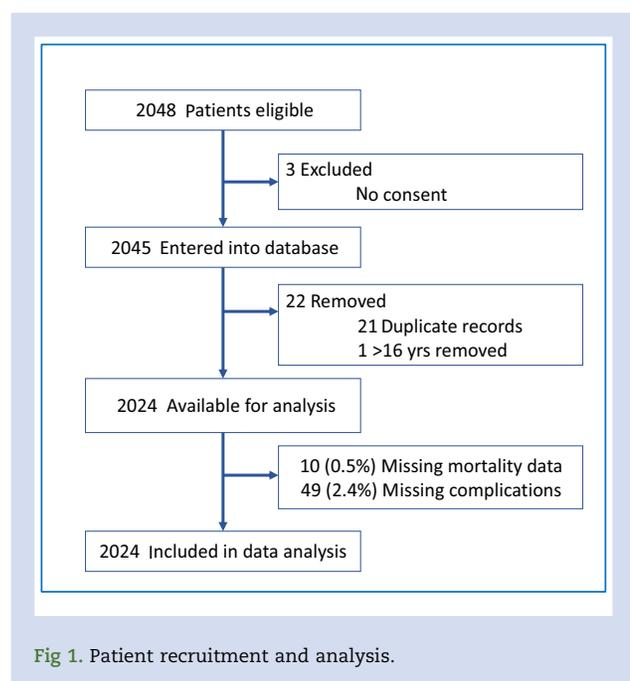 2048 Patients eligible
3 Excluded
No consent
2045 Entered into database
22 Removed
21 Duplicate records
1 >16 yrs removed
2024 Available for analysis
10 (0.5%) Missing mortality data
49 (2.4%) Missing complications
2024 Included in data analysis
Fig 1. Patient recruitment and analysis.